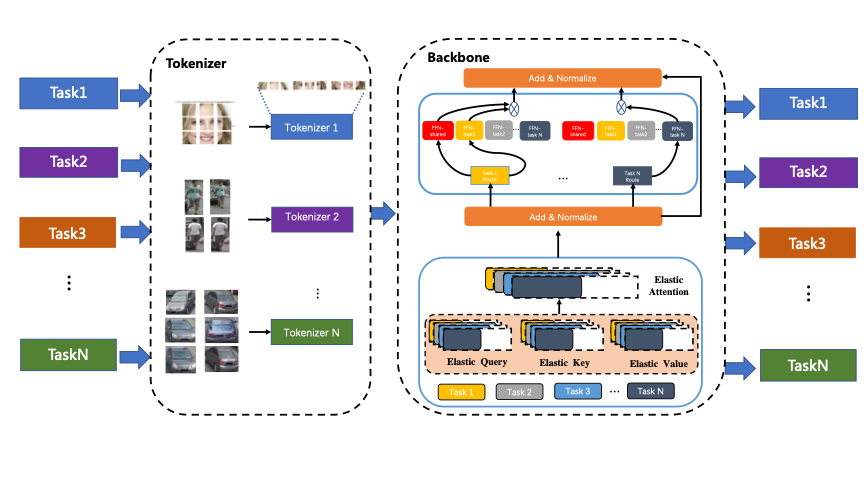 Tokenizer
Backbone
Task1
Task2
Task3
⋮
TaskN
Tokenizer 1
Tokenizer 2
⋮
Tokenizer N
Add & Normalize
FFN-
shared
FFN-
task1
FFN-
task2
...
FFN-
task N
FFN-
shared
FFN-
task1
FFN-
task2
...
FFN-
task N
Task 1
Route
...
Task N
Route
Add & Normalize
Elastic
Attention
Elastic Query
Elastic Key
Elastic Value
Task 1
Task 2
Task 3
...
Task N
Task1
Task2
Task3
⋮
TaskN